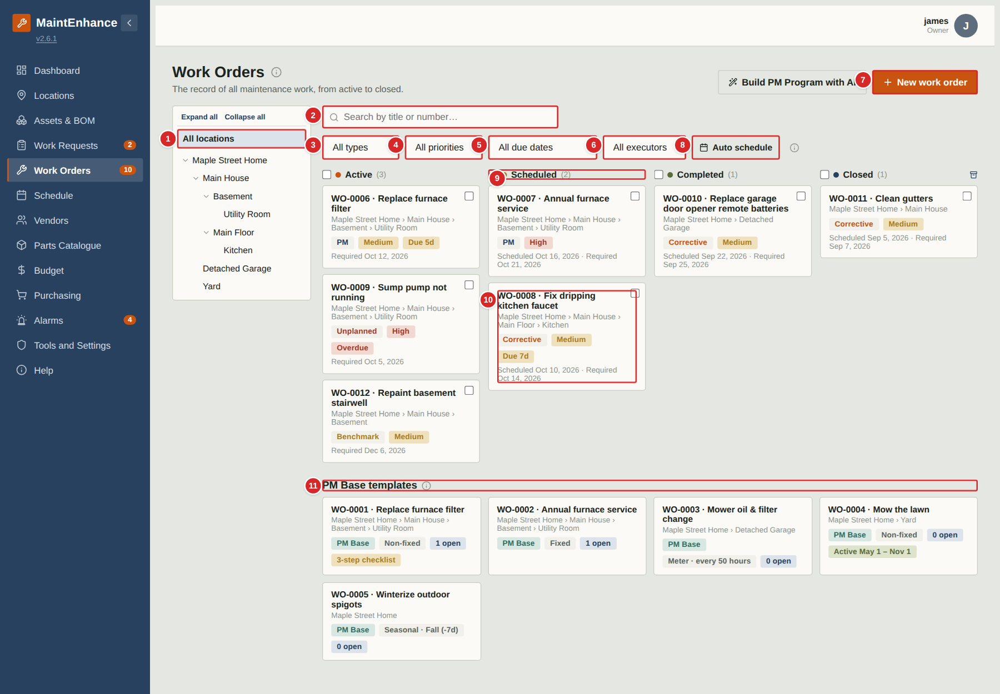 MaintEnhance
v2.6.1
Dashboard
Locations
Assets & BOM
Work Requests 2
Work Orders 10
Schedule
Vendors
Parts Catalogue
Budget
Purchasing
Alarms 4
Tools and Settings
Help
james
Owner
J
Work Orders
The record of all maintenance work, from active to closed.
Build PM Program with AI
7
New work order
Expand all Collapse all
1
All locations
Maple Street Home
Main House
Basement
Utility Room
Main Floor
Kitchen
Detached Garage
Yard
2
Search by title or number…
3 All types 4 All priorities 5 All due dates 6 All executors 8 Auto schedule
Active (3)
WO-0006 · Replace furnace
filter
Maple Street Home › Main House ›
Basement › Utility Room
PM Medium Due 5d
Required Oct 12, 2026
WO-0009 · Sump pump not
running
Maple Street Home › Main House ›
Basement › Utility Room
Unplanned High
Overdue
Required Oct 5, 2026
WO-0012 · Repaint basement
stairwell
Maple Street Home › Main House ›
Basement
Benchmark Medium
Required Dec 6, 2026
9 Scheduled (2)
WO-0007 · Annual furnace
service
Maple Street Home › Main House ›
Basement › Utility Room
PM High
Scheduled Oct 16, 2026 · Required
Oct 21, 2026
10
WO-0008 · Fix dripping
kitchen faucet
Maple Street Home › Main House ›
Main Floor › Kitchen
Corrective Medium
Due 7d
Scheduled Oct 10, 2026 · Required
Oct 14, 2026
Completed (1)
WO-0010 · Replace garage
door opener remote batteries
Maple Street Home › Detached
Garage
Corrective Medium
Scheduled Sep 22, 2026 · Required
Sep 25, 2026
Closed (1)
WO-0011 · Clean gutters
Maple Street Home › Main House
Corrective Medium
Scheduled Sep 5, 2026 · Required
Sep 7, 2026
11 PM Base templates
WO-0001 · Replace furnace filter
Maple Street Home › Main House ›
Basement › Utility Room
PM Base Non-fixed 1 open
3-step checklist
WO-0002 · Annual furnace service
Maple Street Home › Main House ›
Basement › Utility Room
PM Base Fixed 1 open
WO-0003 · Mower oil & filter
change
Maple Street Home › Detached Garage
PM Base
Meter · every 50 hours 0 open
WO-0004 · Mow the lawn
Maple Street Home › Yard
PM Base Non-fixed 0 open
Active May 1 – Nov 1
WO-0005 · Winterize outdoor
spigots
Maple Street Home
PM Base Seasonal · Fall (-7d)
0 open